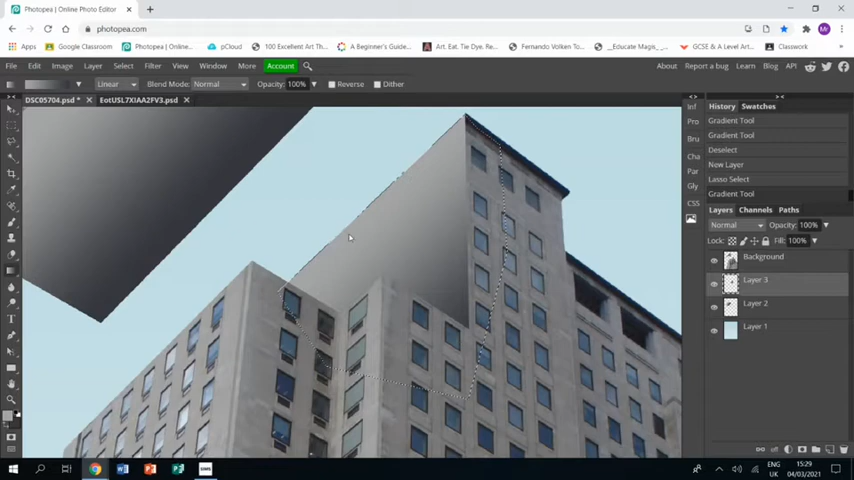 Photopea | Online Photo Editor
photopea.com
Apps
Google Classroom
Photopea | Online P...
pCloud
100 Excellent Art Th...
A Beginner's Guide...
Art. Eat. Tie Dye. Re...
Fernando Volken To...
__Educate Magis_ -...
GCSE & A Level Art...
Classwork
File Edit Image Layer Select Filter View Window More Account
About Report a bug Learn Blog API
Linear Blend Mode: Normal Opacity: 100% Reverse Dither
DSC05704.psd * EotUSL7XIAA2FV3.psd
Inf
Pro
Bru
Cha
Par
Gly
CSS
History Swatches
Gradient Tool
Gradient Tool
Deselect
New Layer
Lasso Select
Gradient Tool
Layers Channels Paths
Normal Opacity: 100%
Lock: Fill: 100%
Background
Layer 3
Layer 2
Layer 1
ENG
UK
15:29
04/03/2021